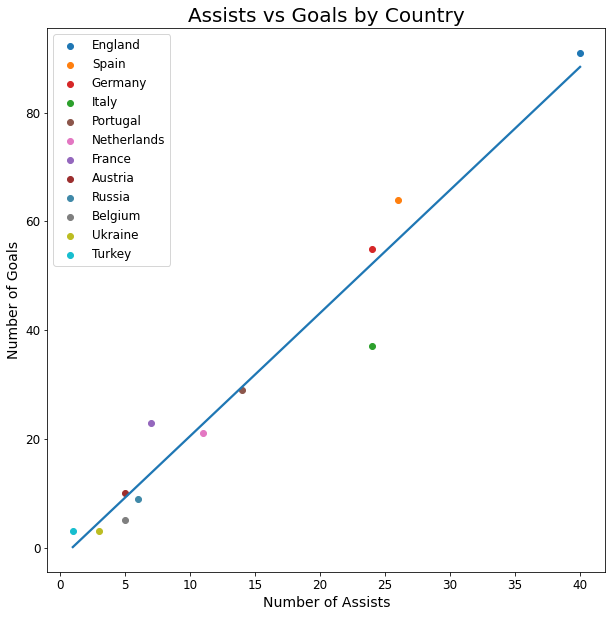 Assists vs Goals by Country
England
Spain
Germany
Italy
Portugal
Netherlands
France
Austria
Russia
Belgium
Ukraine
Turkey
Number of Goals
80
60
40
20
0
0 5 10 15 20 25 30 35 40
Number of Assists